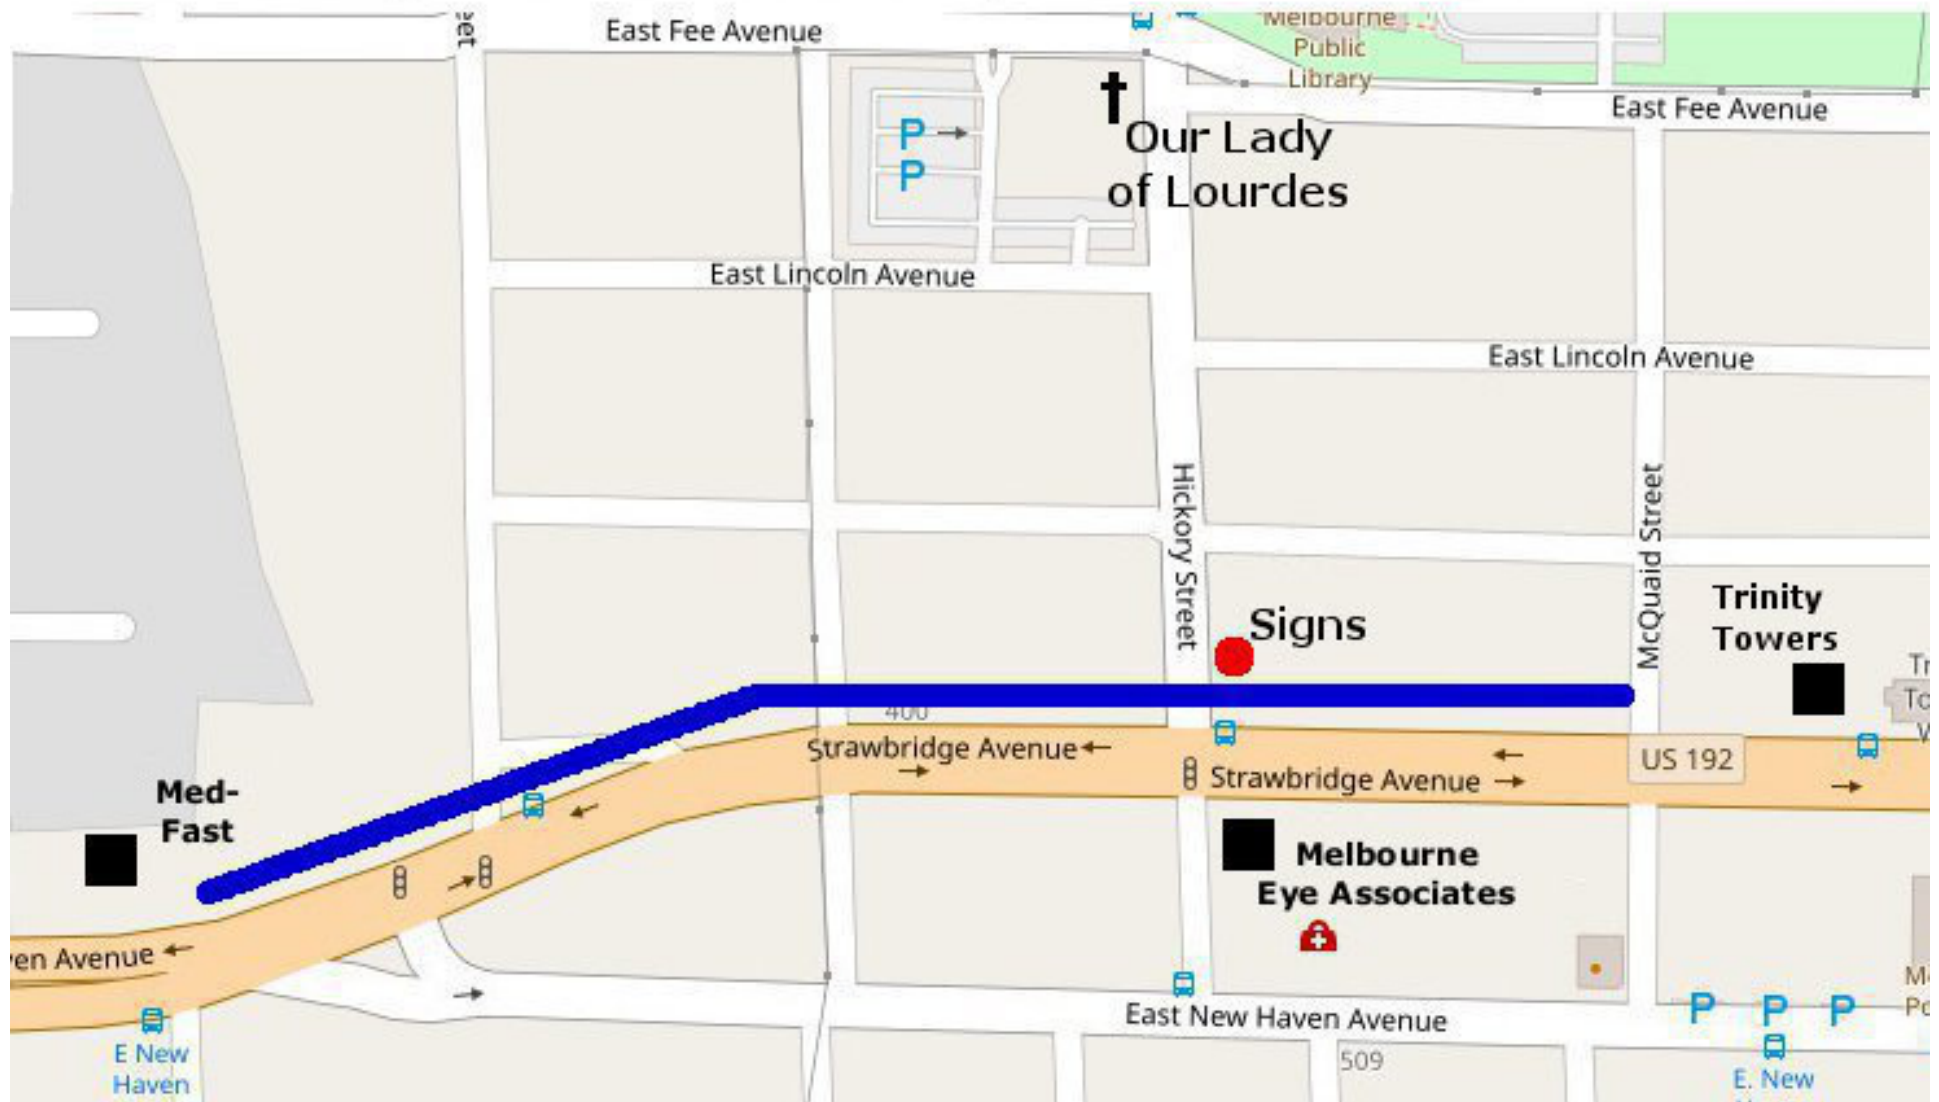 East Fee Avenue
Melbourne
Public
Library
East Fee Avenue
P
P
Our Lady
of Lourdes
East Lincoln Avenue
East Lincoln Avenue
Hickory Street
McQuaid Street
Trinity
Towers
Signs
400
Strawbridge Avenue
Strawbridge Avenue
US 192
Med-
Fast
Melbourne
Eye Associates
East New Haven Avenue
P P P
509
E New
Haven
E. New